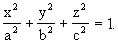 x²/a² + y²/b² + z²/c² = 1